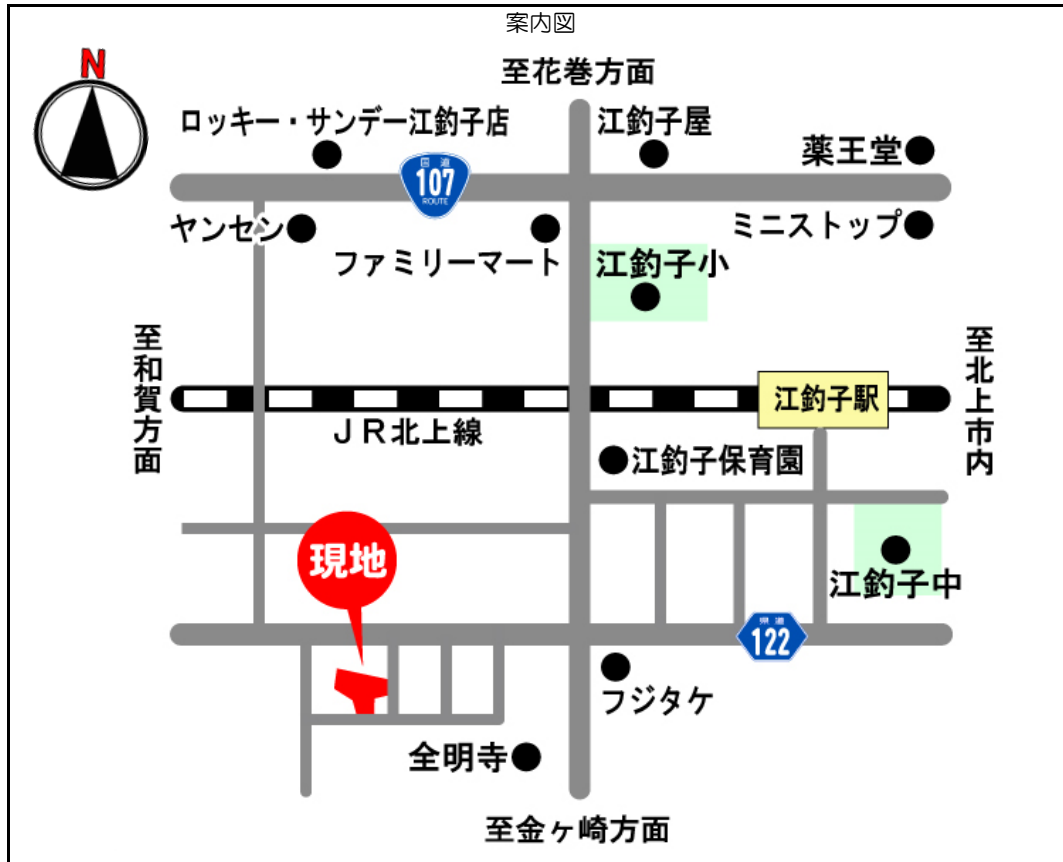 案内図
N
至花巻方面
ロッキー・サンデー江釣子店
江釣子屋
薬王堂
国道
107
ROUTE
ヤンセン
ファミリーマート
ミニストップ
江釣子小
至和賀方面
至北上市内
江釣子駅
JR北上線
江釣子保育園
現地
江釣子中
県道
122
フジタケ
全明寺
至金ヶ崎方面